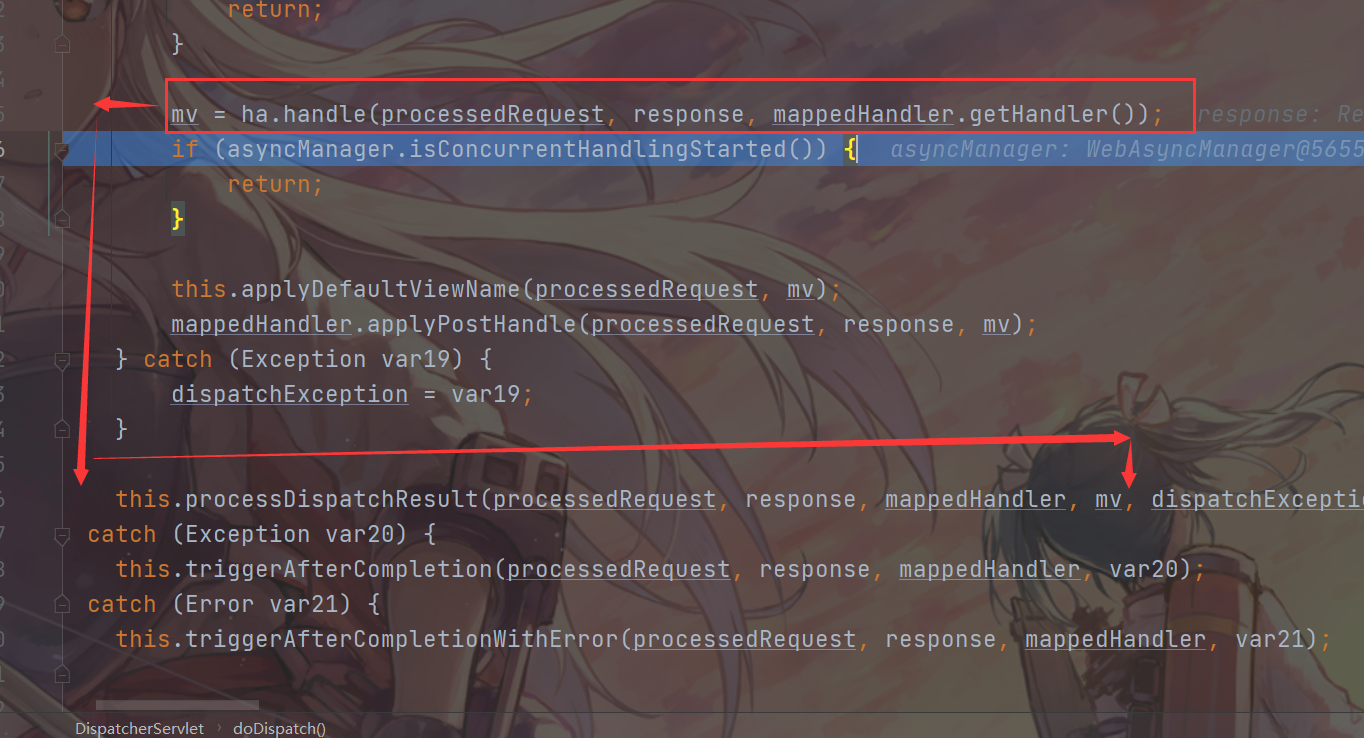 return;
}
mv = ha.handle(processedRequest, response, mappedHandler.getHandler()); response: Re
if (asyncManager.isConcurrentHandlingStarted()) { asyncManager: WebAsyncManager@5655
return;
}
this.applyDefaultViewName(processedRequest, mv);
mappedHandler.applyPostHandle(processedRequest, response, mv);
} catch (Exception var19) {
dispatchException = var19;
}
this.processDispatchResult(processedRequest, response, mappedHandler, mv, dispatchExceptio
catch (Exception var20) {
this.triggerAfterCompletion(processedRequest, response, mappedHandler, var20);
catch (Error var21) {
this.triggerAfterCompletionWithError(processedRequest, response, mappedHandler, var21);
DispatcherServlet › doDispatch()